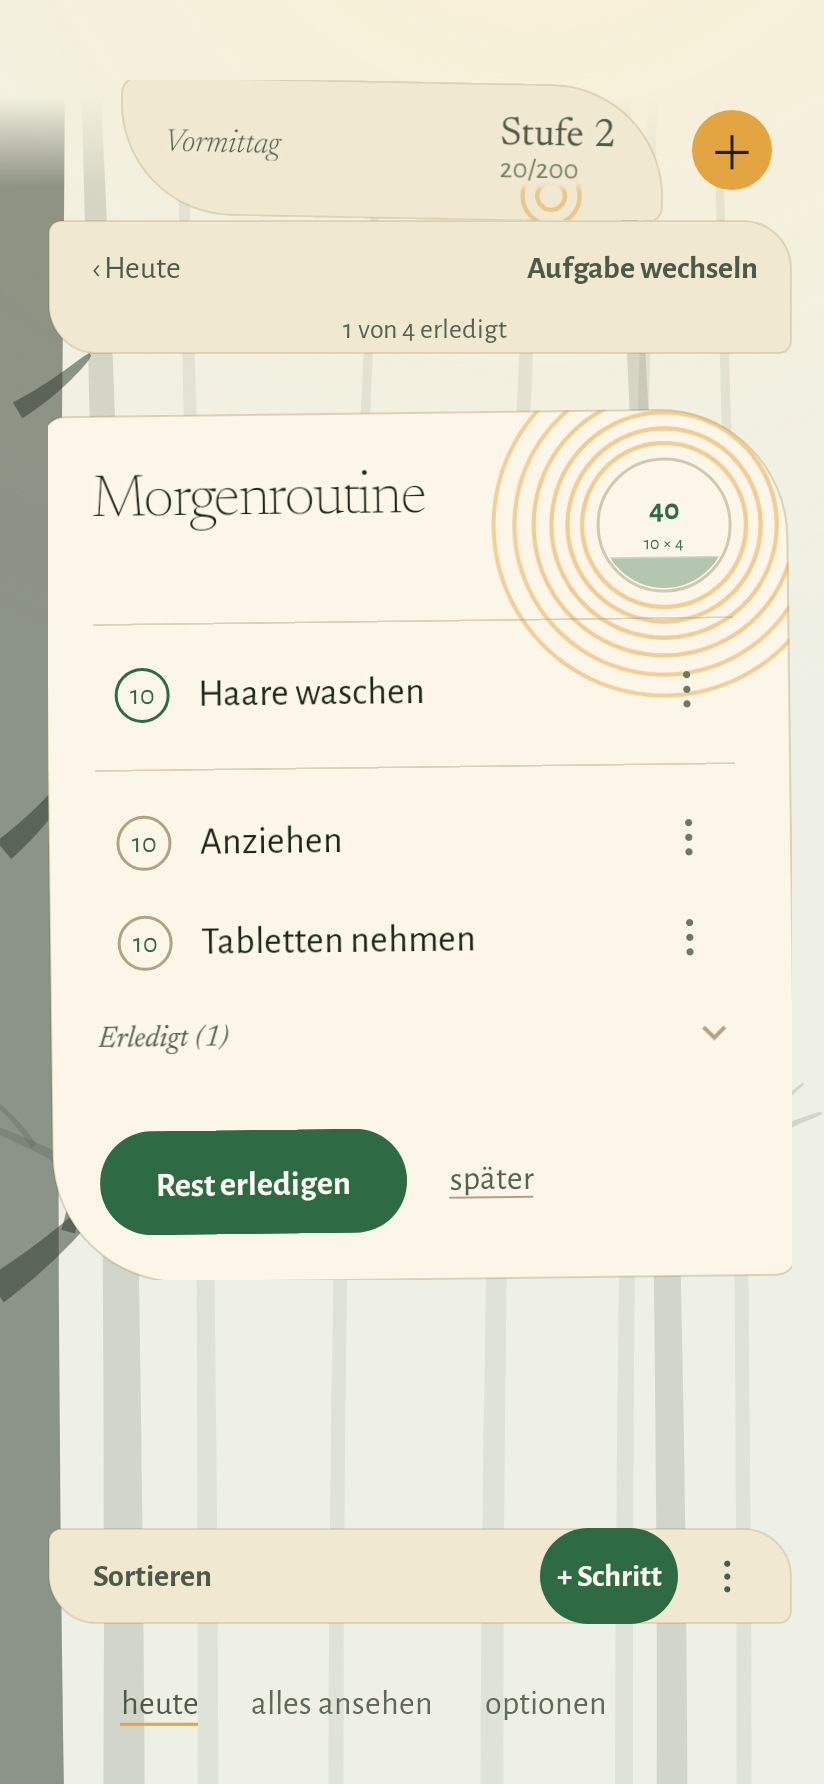 Vormittag
Stufe 2
20/200
+
‹ Heute
Aufgabe wechseln
1 von 4 erledigt
Morgenroutine
40
10 × 4
10 Haare waschen
10 Anziehen
10 Tabletten nehmen
Erledigt (1)
Rest erledigen
später
Sortieren
+ Schritt
heute
alles ansehen
optionen